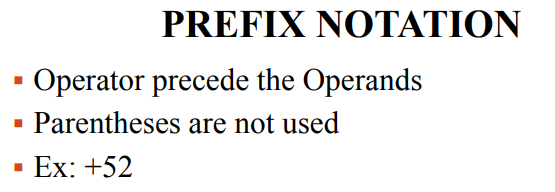 PREFIX NOTATION
▪ Operator precede the Operands
▪ Parentheses are not used
▪ Ex: +52